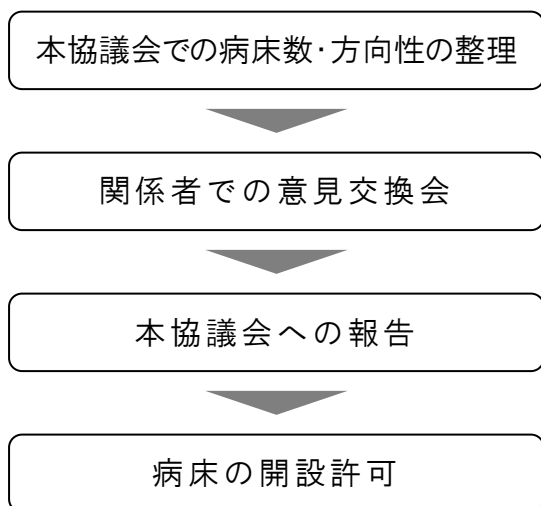 本協議会での病床数・方向性の整理
関係者での意見交換会
本協議会への報告
病床の開設許可